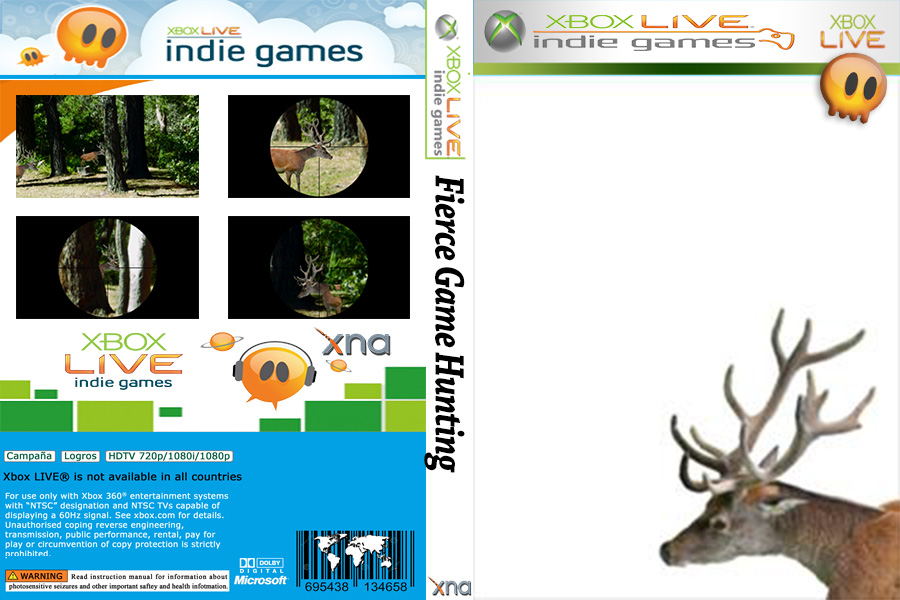 XBOX LIVE
indie games
XBOX
LIVE
indie games
Campaña Logros HDTV 720p/1080i/1080p
Xbox LIVE® is not available in all countries
For use only with Xbox 360® entertainment systems
with “NTSC” designation and NTSC TVs capable of
displaying a 60Hz signal. See xbox.com for details.
Unauthorised coping reverse engineering,
transmission, public performance, rental, pay for
play or circumvention of copy protection is strictly
prohibited.
WARNING Read instruction manual for information about
photosensitive seizures and other important saftey and health infotmation.
DOLBY
DIGITAL
Microsoft
695438 134658
xna
XBOX LIVE
indie games
Fierce Game Hunting
xna
XBOX LIVE
indie games
XBOX
LIVE